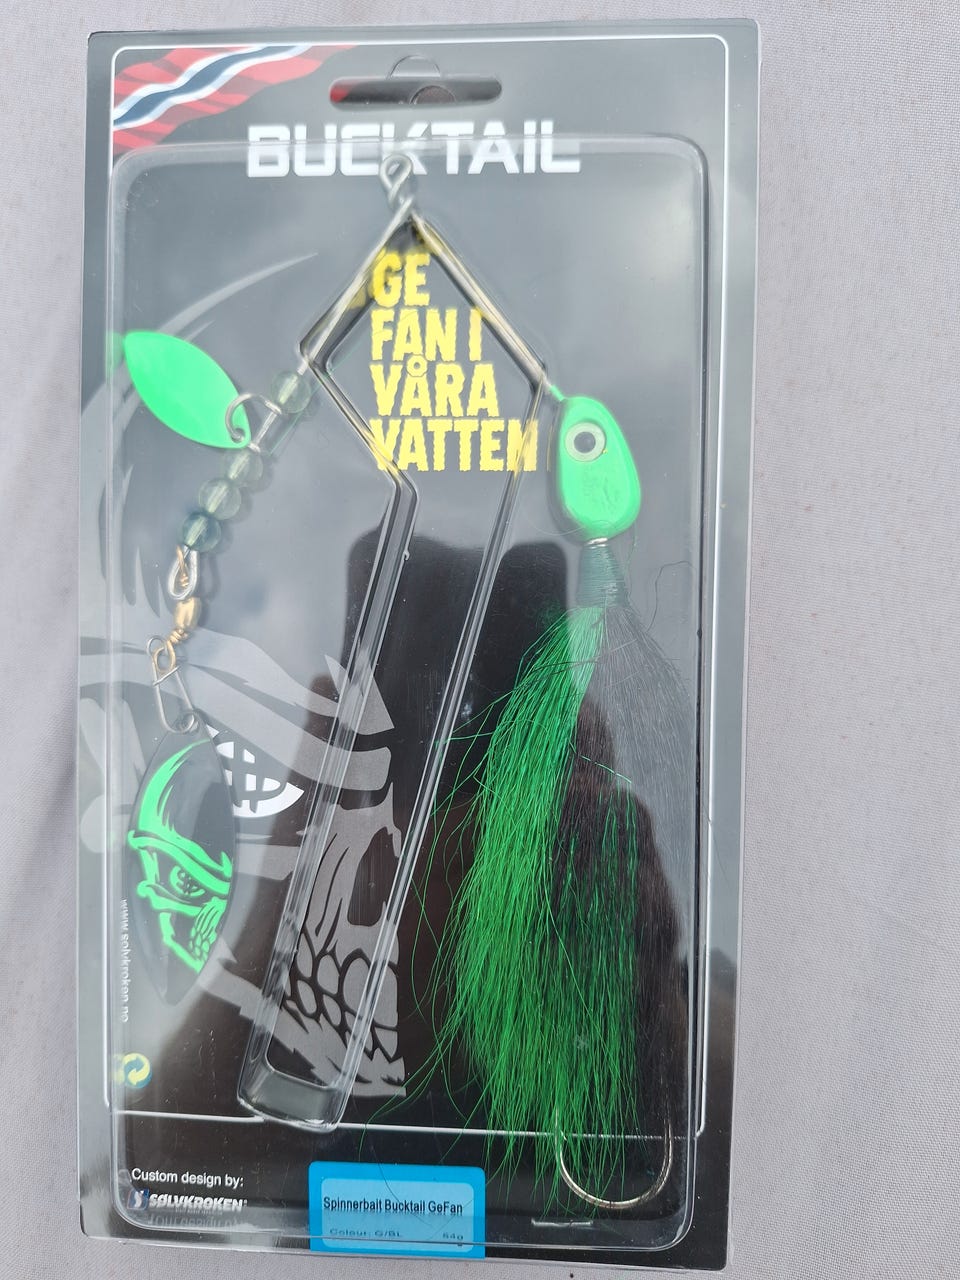 BUCKTAIL
GE
FAN I
VÅRA
VATTEN
www.solvkroken.no
Custom design by:
SØLVKROKEN
Spinnerbait Bucktail GeFan
Colour: G/BL 64g